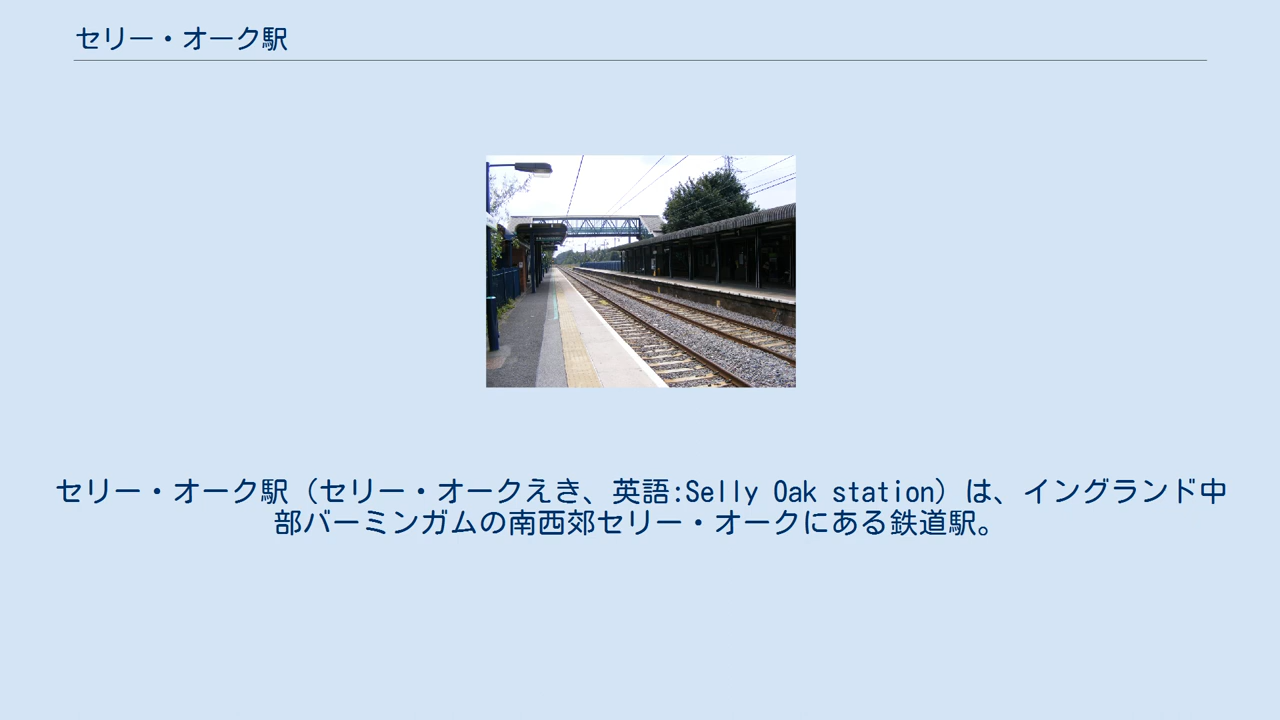 セリー・オーク駅
セリー・オーク駅（セリー・オークえき、英語:Selly Oak station）は、イングランド中
部バーミンガムの南西郊セリー・オークにある鉄道駅。